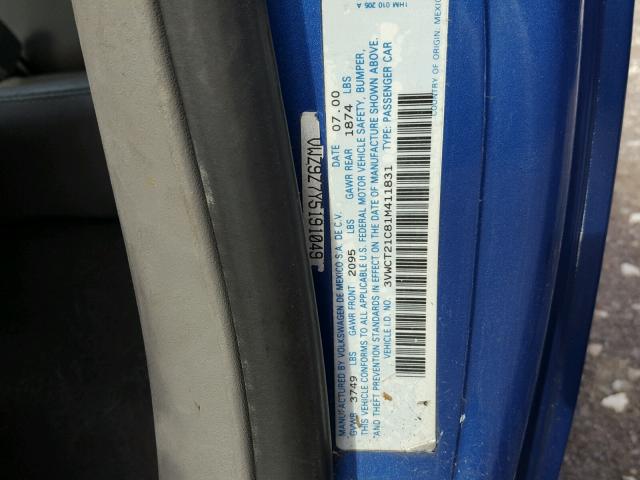 VWZ9Z7Y5191049
MANUFACTURED BY VOLKSWAGEN DE MEXICO S.A. DE C.V. DATE 07.00
GVWR 3749 LBS GAWR FRONT 2095 LBS GAWR REAR 1874 LBS
THIS VEHICLE CONFORMS TO ALL APPLICABLE U.S. FEDERAL MOTOR VEHICLE SAFETY, BUMPER,
AND THEFT PREVENTION STANDARDS IN EFFECT ON THE DATE OF MANUFACTURE SHOWN ABOVE.
VEHICLE I.D. NO. 3VWCT21C81M411831 TYPE: PASSENGER CAR
1HM 010 205 A COUNTRY OF ORIGIN: MEXICO